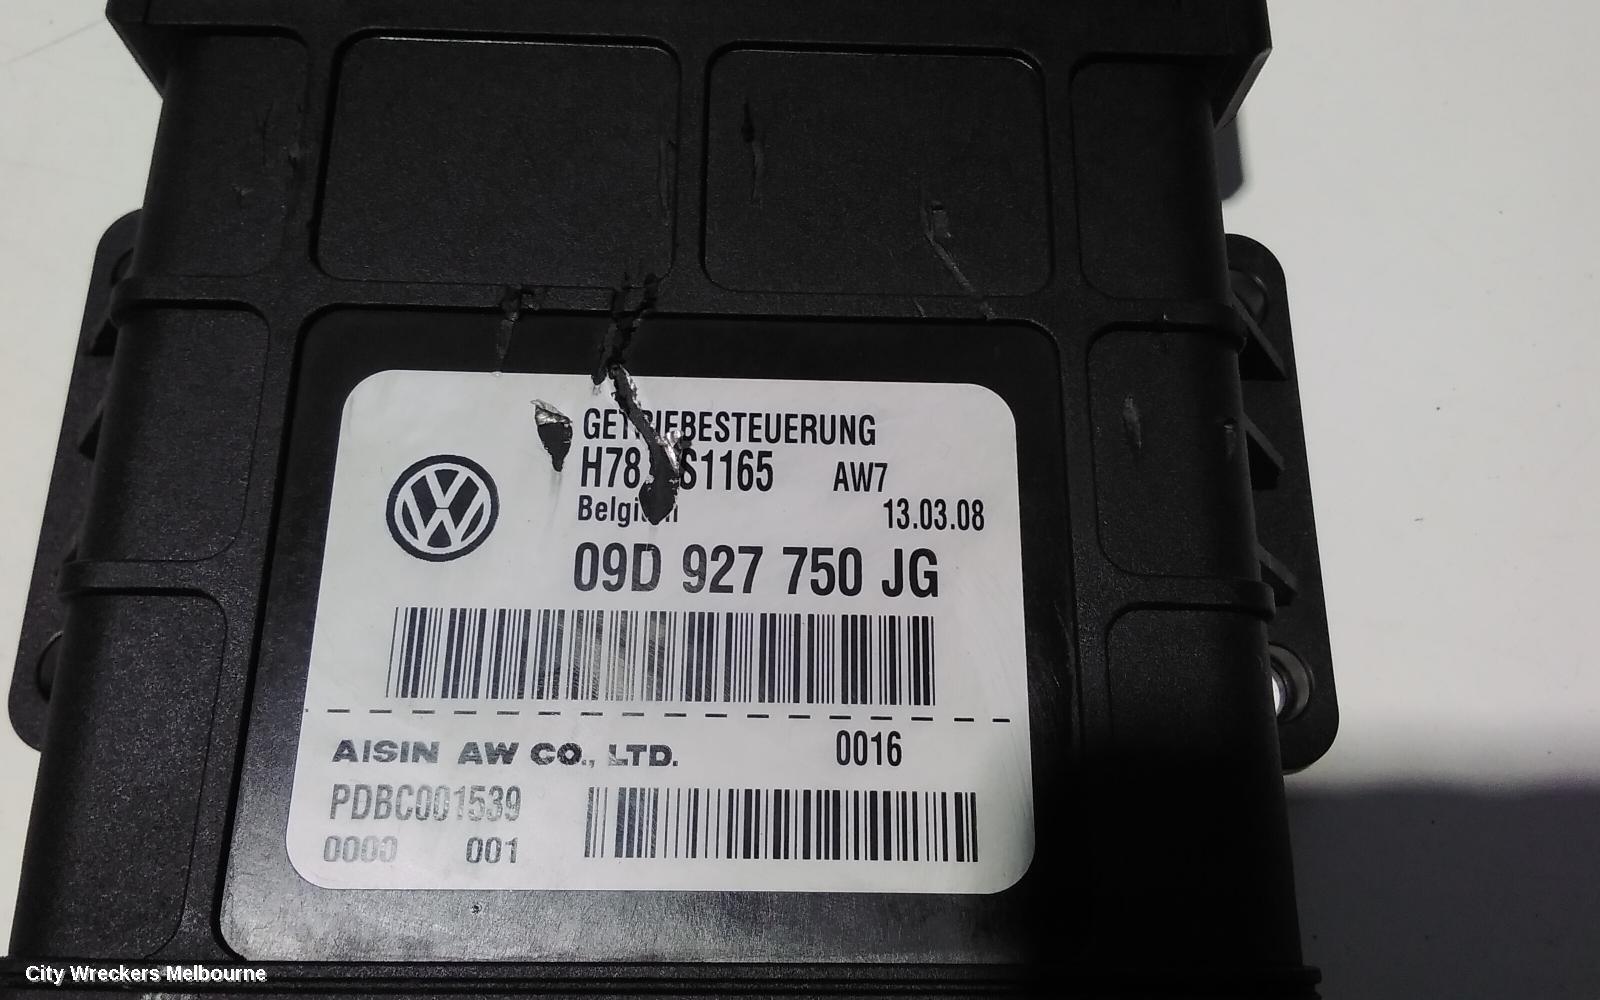 GETRIEBESTEUERUNG
AW7
13.03.08
09D 927 750 JG
AISIN AW CO., LTD.
0016
PDBC001539
0000 001
City Wreckers Melbourne